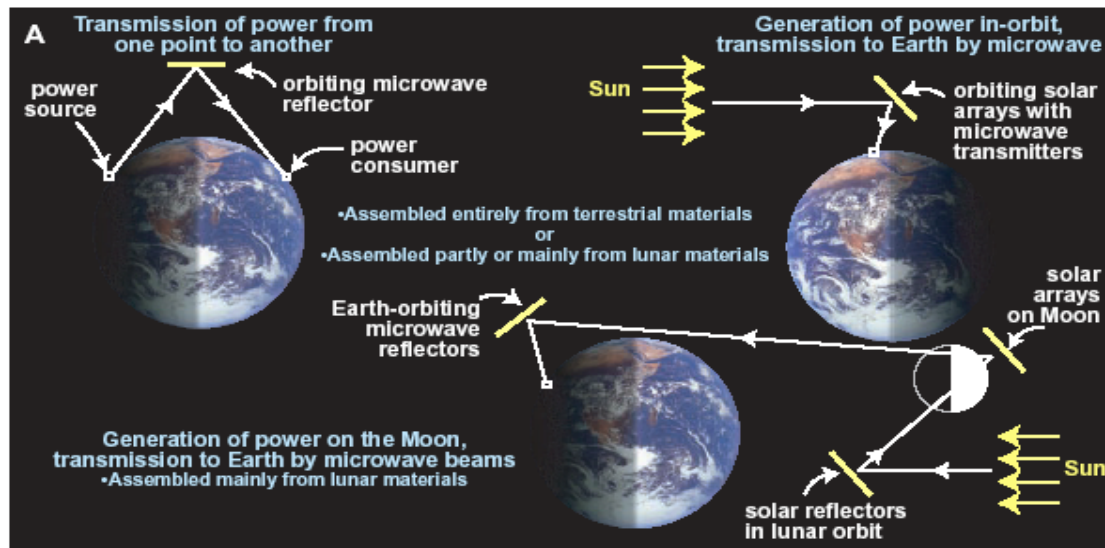 A
Transmission of power from
one point to another
orbiting microwave
reflector
power
source
power
consumer
Generation of power in-orbit,
transmission to Earth by microwave
Sun
orbiting solar
arrays with
microwave
transmitters
•Assembled entirely from terrestrial materials
or
•Assembled partly or mainly from lunar materials
Earth-orbiting
microwave
reflectors
solar
arrays
on Moon
Generation of power on the Moon,
transmission to Earth by microwave beams
•Assembled mainly from lunar materials
Sun
solar reflectors
in lunar orbit